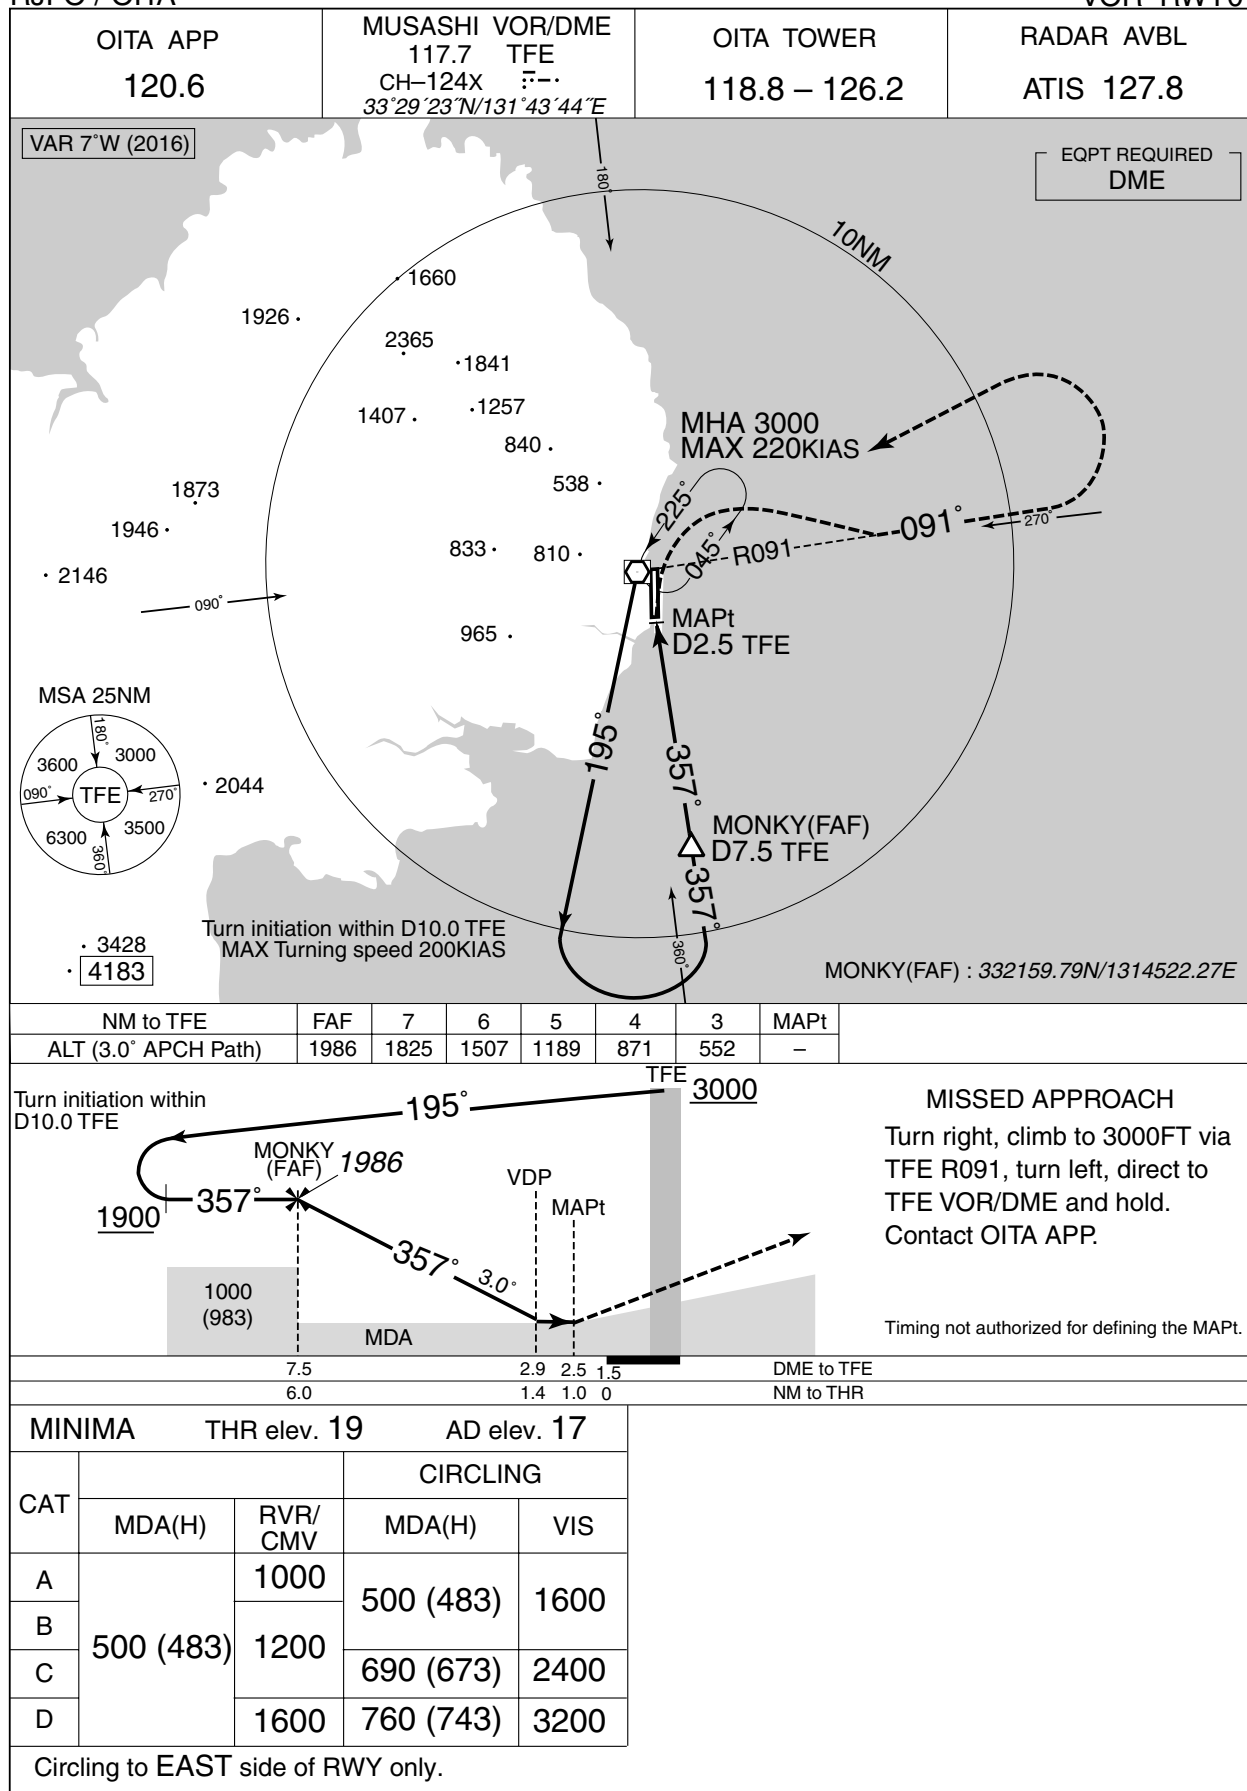 OITA APP
120.6
MUSASHI VOR/DME
117.7 TFE
CH–124X
33°29´23˝N/131°43´44˝E
OITA TOWER
118.8 – 126.2
RADAR AVBL
ATIS 127.8
VAR 7°W (2016)
EQPT REQUIRED
DME
180°
10NM
1660
1926
2365
1841
1407
1257
840
538
MHA 3000
MAX 220KIAS
1873
1946
2146
833
810
225°
045°
R091
091°
270°
090°
965
MAPt
D2.5 TFE
MSA 25NM
180°
3600
3000
090°
TFE
270°
6300
3500
360°
2044
195°
357°
MONKY(FAF)
D7.5 TFE
357°
360°
Turn initiation within D10.0 TFE
MAX Turning speed 200KIAS
3428
4183
MONKY(FAF) : 332159.79N/1314522.27E
NM to TFE FAF 7 6 5 4 3 MAPt
ALT (3.0° APCH Path) 1986 1825 1507 1189 871 552 –
Turn initiation within
D10.0 TFE
195°
TFE
3000
MONKY
(FAF)
1986
VDP
MAPt
357°
1900
357°
3.0°
1000
(983)
MDA
MISSED APPROACH
Turn right, climb to 3000FT via
TFE R091, turn left, direct to
TFE VOR/DME and hold.
Contact OITA APP.
Timing not authorized for defining the MAPt.
7.5 2.9 2.5 1.5 DME to TFE
6.0 1.4 1.0 0 NM to THR
MINIMA THR elev. 19 AD elev. 17
CAT
CIRCLING
MDA(H)
RVR/
CMV
MDA(H)
VIS
A
1000
500 (483)
1600
B
500 (483)
1200
C
690 (673)
2400
D
1600
760 (743)
3200
Circling to EAST side of RWY only.